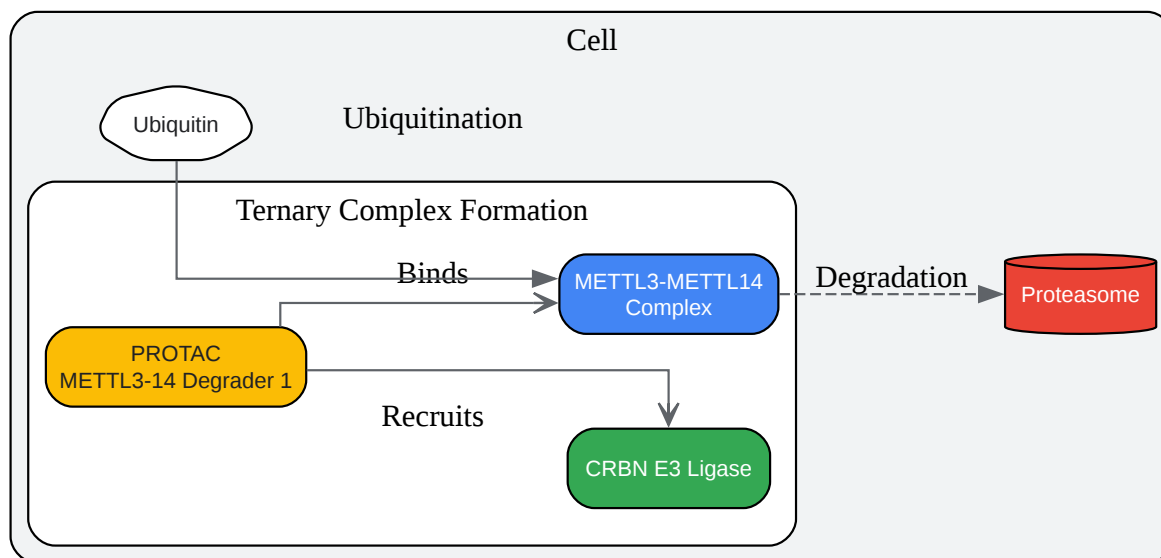 Cell
Ubiquitin
Ubiquitination
Ternary Complex Formation
Binds
METTL3-METTL14
Complex
Degradation
Proteasome
PROTAC
METTL3-14 Degrader 1
Recruits
CRBN E3 Ligase